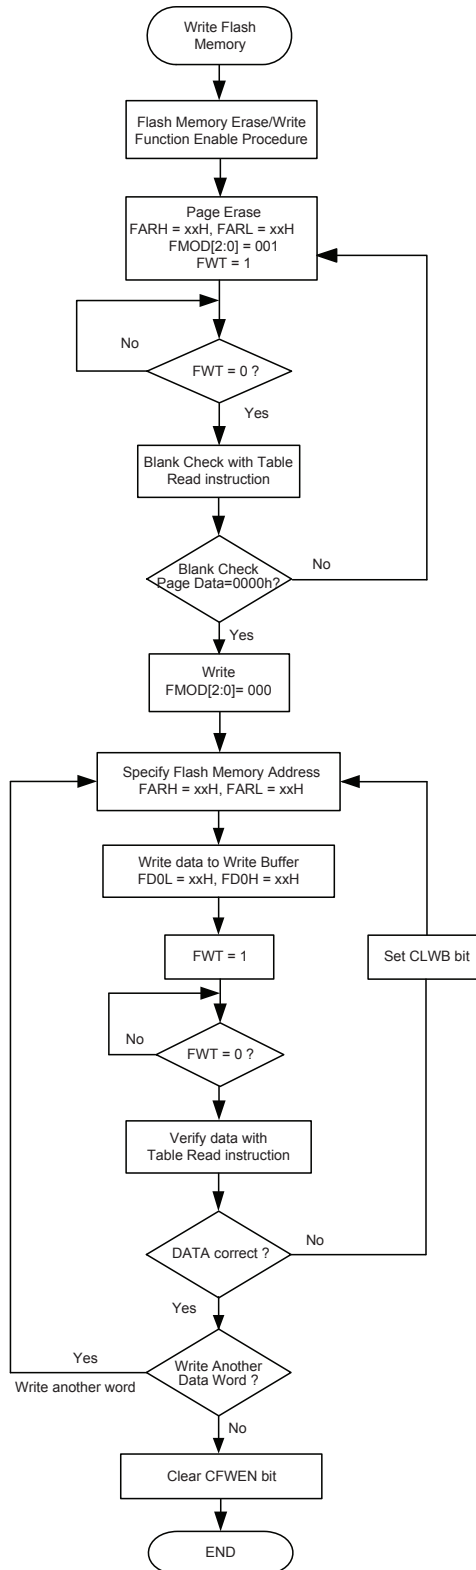 Write Flash
Memory
Flash Memory Erase/Write
Function Enable Procedure
Page Erase
FARH = xxH, FARL = xxH
FMOD[2:0] = 001
FWT = 1
No
FWT = 0 ?
Yes
Blank Check with Table
Read instruction
Blank Check
Page Data=0000h?
No
Yes
Write
FMOD[2:0]= 000
Specify Flash Memory Address
FARH = xxH, FARL = xxH
Write data to Write Buffer
FD0L = xxH, FD0H = xxH
FWT = 1
Set CLWB bit
No
FWT = 0 ?
Verify data with
Table Read instruction
DATA correct ?
No
Yes
Write Another
Data Word ?
Yes
Write another word
No
Clear CFWEN bit
END